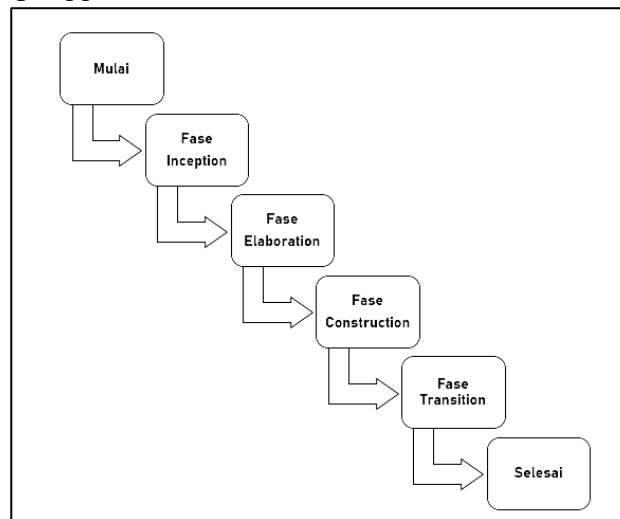 Mulai
Fase
Inception
Fase
Elaboration
Fase
Construction
Fase
Transition
Selesai